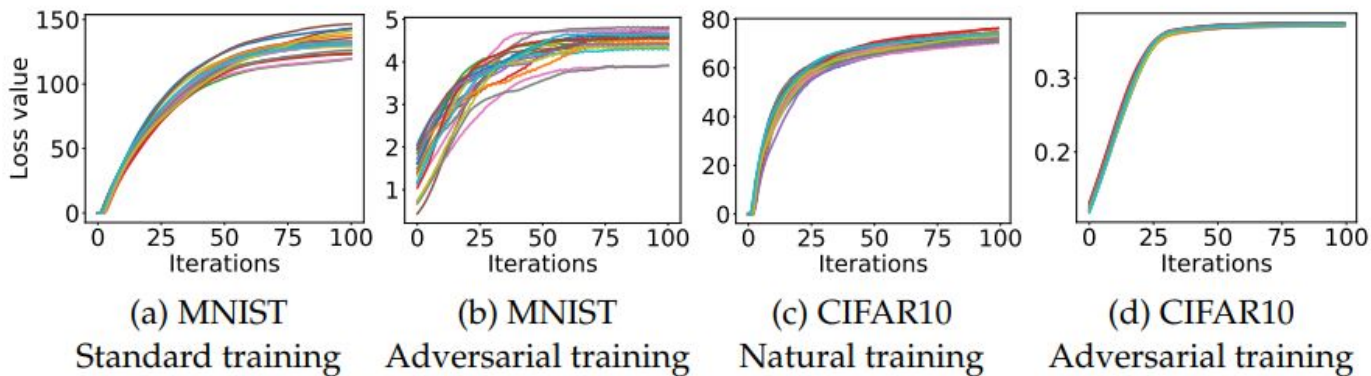 Loss value
150
100
50
0
0 25 50 75 100
Iterations
(a) MNIST
Standard training
5
4
3
2
1
0 25 50 75 100
Iterations
(b) MNIST
Adversarial training
80
60
40
20
0
0 25 50 75 100
Iterations
(c) CIFAR10
Natural training
0.3
0.2
0 25 50 75 100
Iterations
(d) CIFAR10
Adversarial training